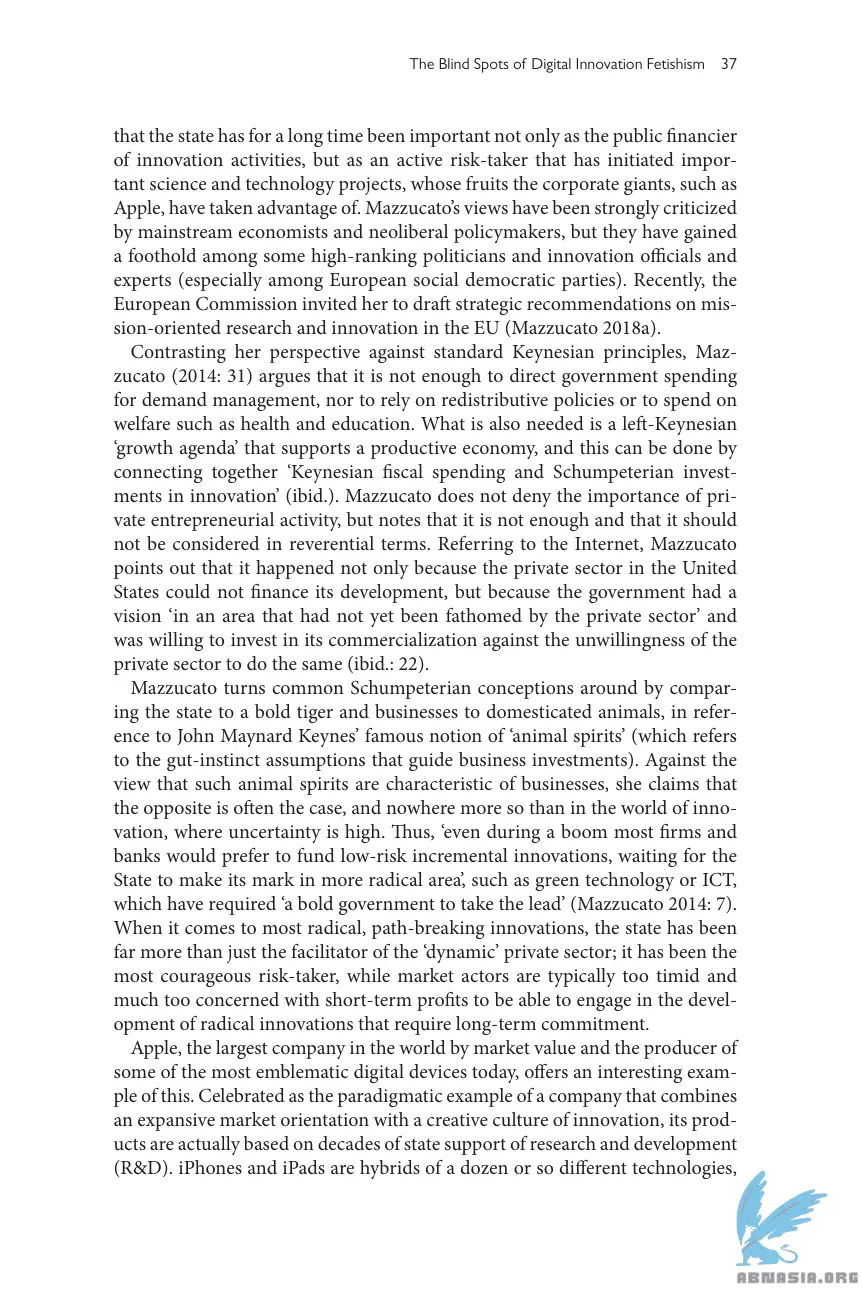 The Blind Spots of Digital Innovation Fetishism 37
that the state has for a long time been important not only as the public financier
of innovation activities, but as an active risk-taker that has initiated impor-
tant science and technology projects, whose fruits the corporate giants, such as
Apple, have taken advantage of. Mazzucato’s views have been strongly criticized
by mainstream economists and neoliberal policymakers, but they have gained
a foothold among some high-ranking politicians and innovation officials and
experts (especially among European social democratic parties). Recently, the
European Commission invited her to draft strategic recommendations on mis-
sion-oriented research and innovation in the EU (Mazzucato 2018a).
Contrasting her perspective against standard Keynesian principles, Maz-
zucato (2014: 31) argues that it is not enough to direct government spending
for demand management, nor to rely on redistributive policies or to spend on
welfare such as health and education. What is also needed is a left-Keynesian
‘growth agenda’ that supports a productive economy, and this can be done by
connecting together ‘Keynesian fiscal spending and Schumpeterian invest-
ments in innovation’ (ibid.). Mazzucato does not deny the importance of pri-
vate entrepreneurial activity, but notes that it is not enough and that it should
not be considered in reverential terms. Referring to the Internet, Mazzucato
points out that it happened not only because the private sector in the United
States could not finance its development, but because the government had a
vision ‘in an area that had not yet been fathomed by the private sector’ and
was willing to invest in its commercialization against the unwillingness of the
private sector to do the same (ibid.: 22).
Mazzucato turns common Schumpeterian conceptions around by compar-
ing the state to a bold tiger and businesses to domesticated animals, in refer-
ence to John Maynard Keynes’ famous notion of ‘animal spirits’ (which refers
to the gut-instinct assumptions that guide business investments). Against the
view that such animal spirits are characteristic of businesses, she claims that
the opposite is often the case, and nowhere more so than in the world of inno-
vation, where uncertainty is high. Thus, ‘even during a boom most firms and
banks would prefer to fund low-risk incremental innovations, waiting for the
State to make its mark in more radical area’, such as green technology or ICT,
which have required ‘a bold government to take the lead’ (Mazzucato 2014: 7).
When it comes to most radical, path-breaking innovations, the state has been
far more than just the facilitator of the ‘dynamic’ private sector; it has been the
most courageous risk-taker, while market actors are typically too timid and
much too concerned with short-term profits to be able to engage in the devel-
opment of radical innovations that require long-term commitment.
Apple, the largest company in the world by market value and the producer of
some of the most emblematic digital devices today, offers an interesting exam-
ple of this. Celebrated as the paradigmatic example of a company that combines
an expansive market orientation with a creative culture of innovation, its prod-
ucts are actually based on decades of state support of research and development
(R&D). iPhones and iPads are hybrids of a dozen or so different technologies,
ABNASIA.ORG